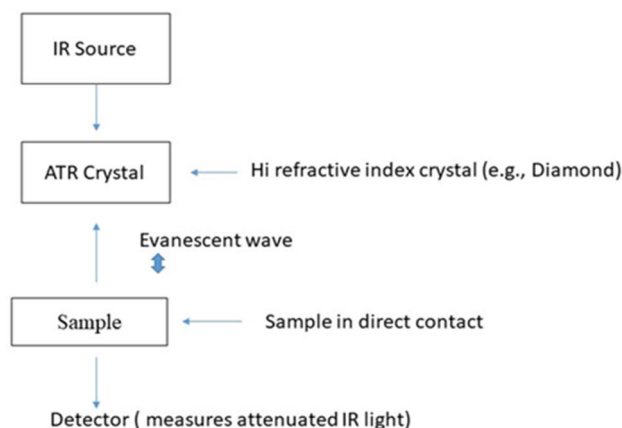 IR Source
ATR Crystal
Hi refractive index crystal (e.g., Diamond)
Evanescent wave
Sample
Sample in direct contact
Detector ( measures attenuated IR light)